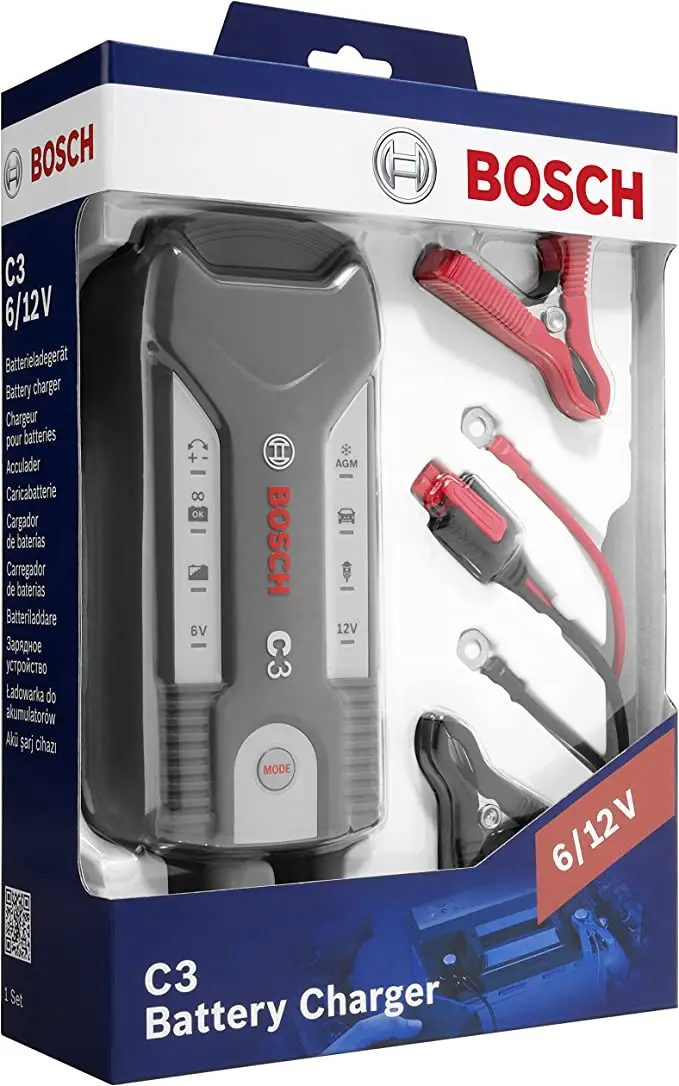 BOSCH
C3
6/12V
Batterieladegerät
Battery charger
Chargeur
pour batteries
Acculader
Caricabatterie
Cargador
de baterías
Carregador
de baterias
Batteriladdare
Зарядное
устройство
Ładowarka do
akumulatorów
Akü şarj cihazı
1 Set
BOSCH
+ -
∞
OK
6V
BOSCH
C3
AGM
12V
MODE
6/12V
C3
Battery Charger